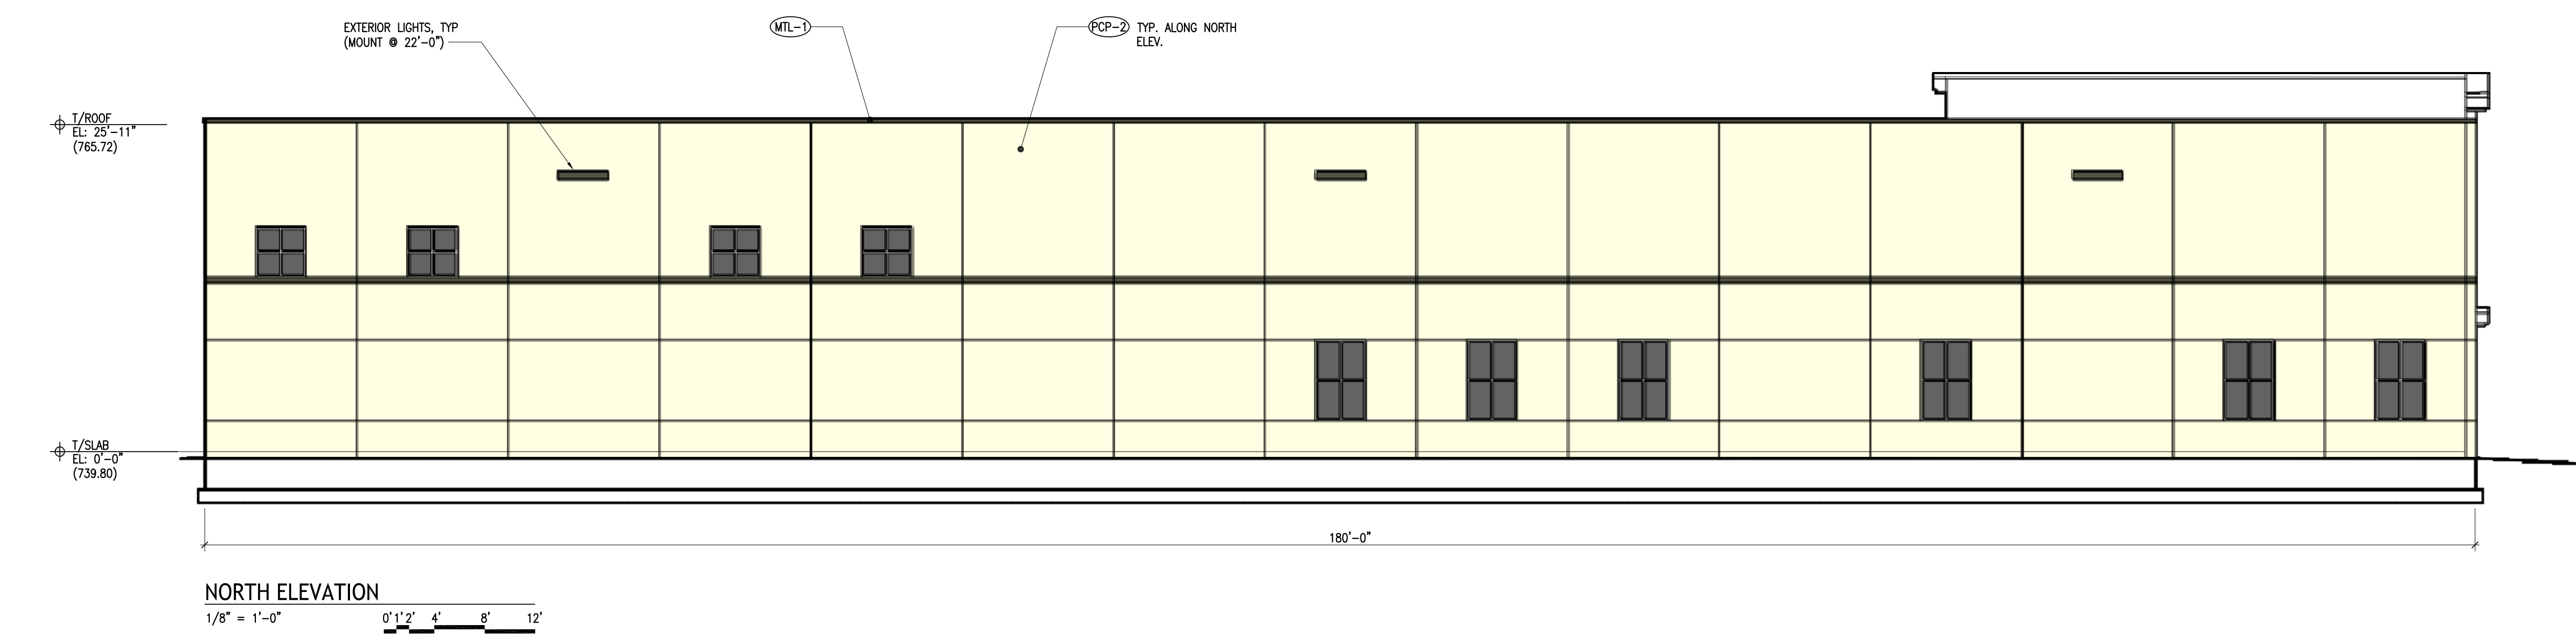 EXTERIOR LIGHTS, TYP
(MOUNT @ 22'-0")
MTL-1
PCP-2 TYP. ALONG NORTH
ELEV.
T/ROOF
EL: 25'-11"
(765.72)
T/SLAB
EL: 0'-0"
(739.80)
180'-0"
NORTH ELEVATION
1/8" = 1'-0" 0' 1' 2' 4' 8' 12'